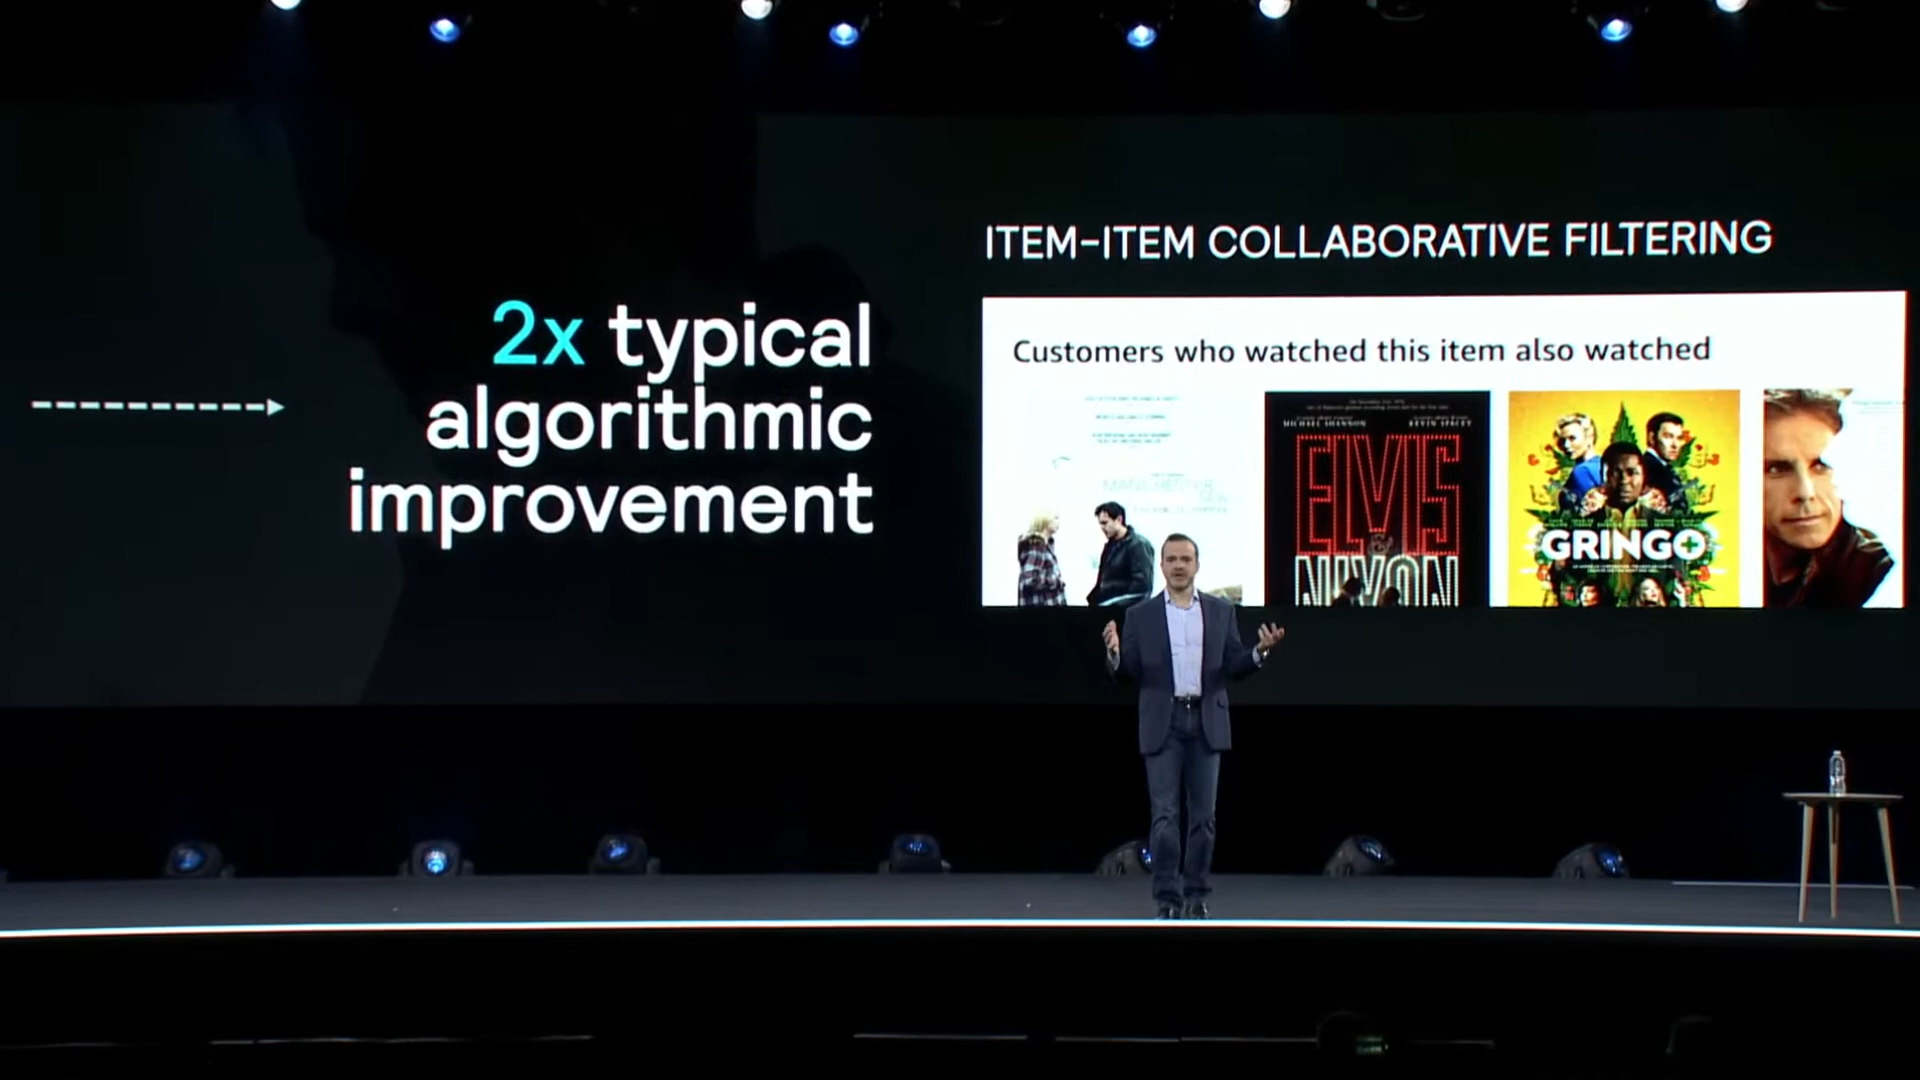 2x typical
algorithmic
improvement
ITEM-ITEM COLLABORATIVE FILTERING
Customers who watched this item also watched
MANCHESTER
MICHAEL SHANNON KEVIN SPACEY
ELVIS
&
NIXON
GRINGO